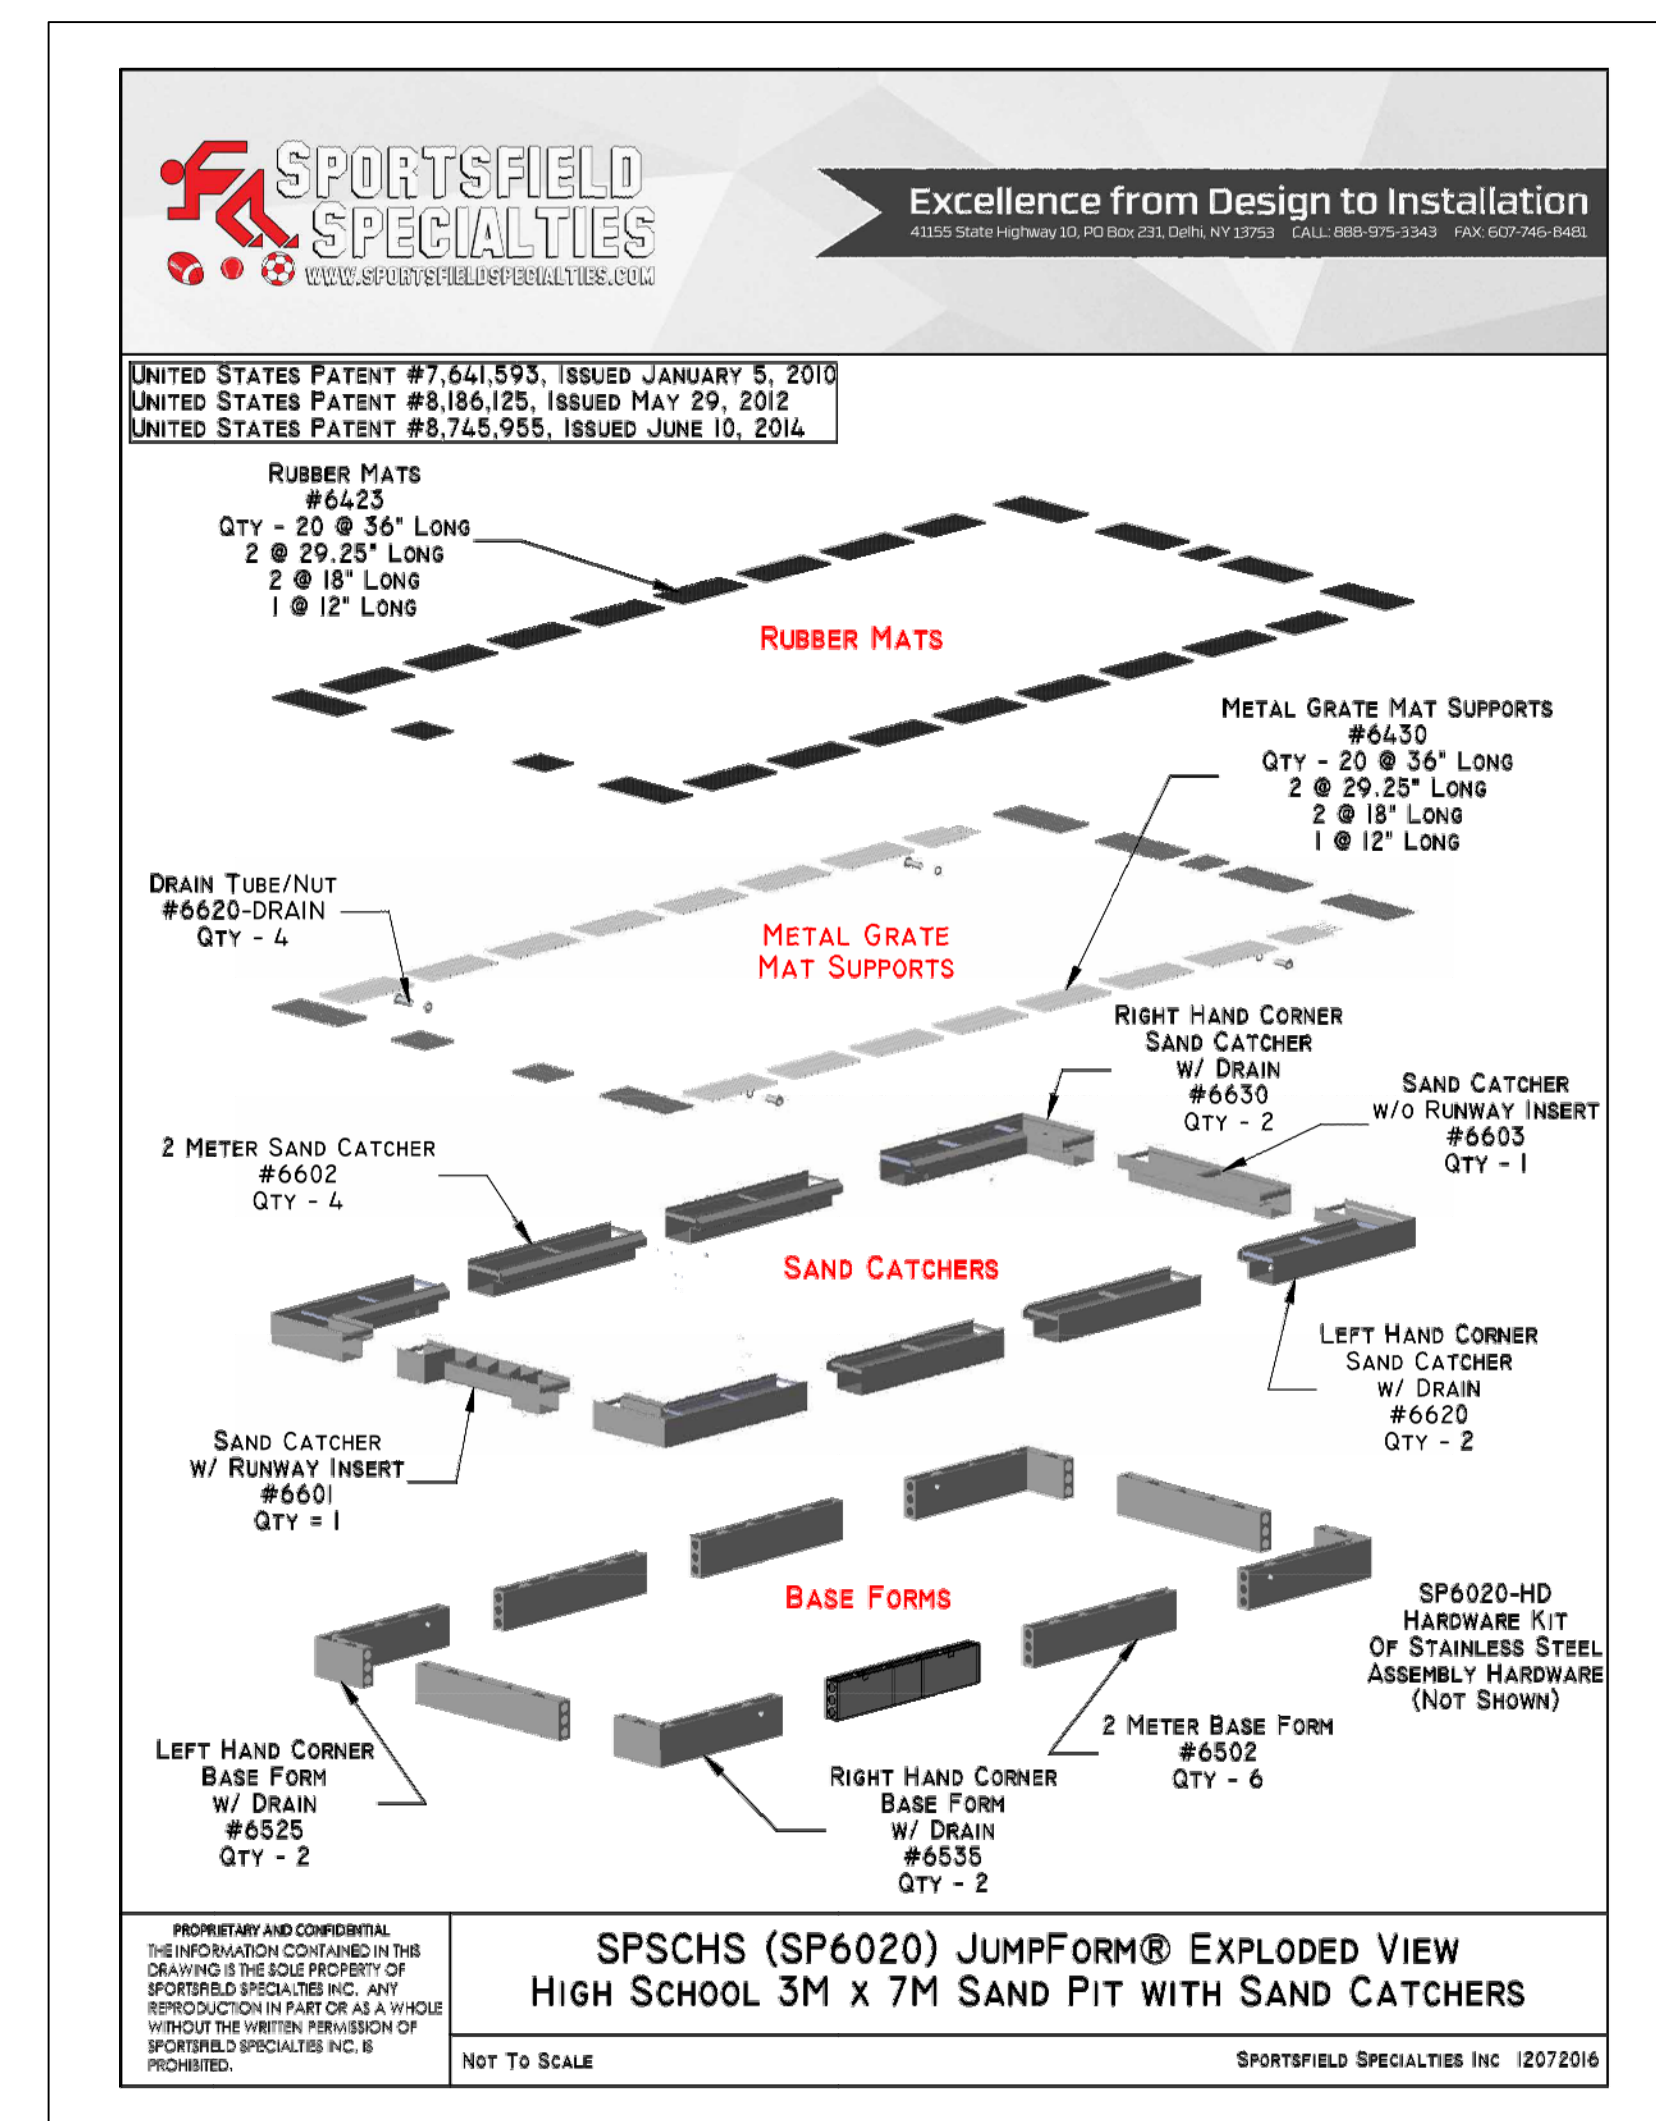 SPORTSFIELD
SPECIALTIES
WWW.SPORTSFIELDSPECIALTIES.COM
Excellence from Design to Installation
41155 State Highway 10, PO Box 231, Delhi, NY 13753 CALL: 888-975-3343 FAX: 607-746-8481
UNITED STATES PATENT #7,641,593, ISSUED JANUARY 5, 2010
UNITED STATES PATENT #8,186,125, ISSUED MAY 29, 2012
UNITED STATES PATENT #8,745,955, ISSUED JUNE 10, 2014
RUBBER MATS
#6423
QTY - 20 @ 36" LONG
2 @ 29.25" LONG
2 @ 18" LONG
1 @ 12" LONG
RUBBER MATS
METAL GRATE MAT SUPPORTS
#6430
QTY - 20 @ 36" LONG
2 @ 29.25" LONG
2 @ 18" LONG
1 @ 12" LONG
DRAIN TUBE/NUT
#6620-DRAIN
QTY - 4
METAL GRATE
MAT SUPPORTS
RIGHT HAND CORNER
SAND CATCHER
W/ DRAIN
#6630
QTY - 2
SAND CATCHER
W/O RUNWAY INSERT
#6603
QTY - 1
2 METER SAND CATCHER
#6602
QTY - 4
SAND CATCHERS
LEFT HAND CORNER
SAND CATCHER
W/ DRAIN
#6620
QTY - 2
SAND CATCHER
W/ RUNWAY INSERT
#6601
QTY = 1
BASE FORMS
SP6020-HD
HARDWARE KIT
OF STAINLESS STEEL
ASSEMBLY HARDWARE
(NOT SHOWN)
2 METER BASE FORM
#6502
QTY - 6
LEFT HAND CORNER
BASE FORM
W/ DRAIN
#6525
QTY - 2
RIGHT HAND CORNER
BASE FORM
W/ DRAIN
#6535
QTY - 2
PROPRIETARY AND CONFIDENTIAL
THE INFORMATION CONTAINED IN THIS
DRAWING IS THE SOLE PROPERTY OF
SPORTSFIELD SPECIALTIES INC. ANY
REPRODUCTION IN PART OR AS A WHOLE
WITHOUT THE WRITTEN PERMISSION OF
SPORTSFIELD SPECIALTIES INC. IS
PROHIBITED.
SPSCHS (SP6020) JUMPFORM® EXPLODED VIEW
HIGH SCHOOL 3M X 7M SAND PIT WITH SAND CATCHERS
NOT TO SCALE
SPORTSFIELD SPECIALTIES INC 12072016